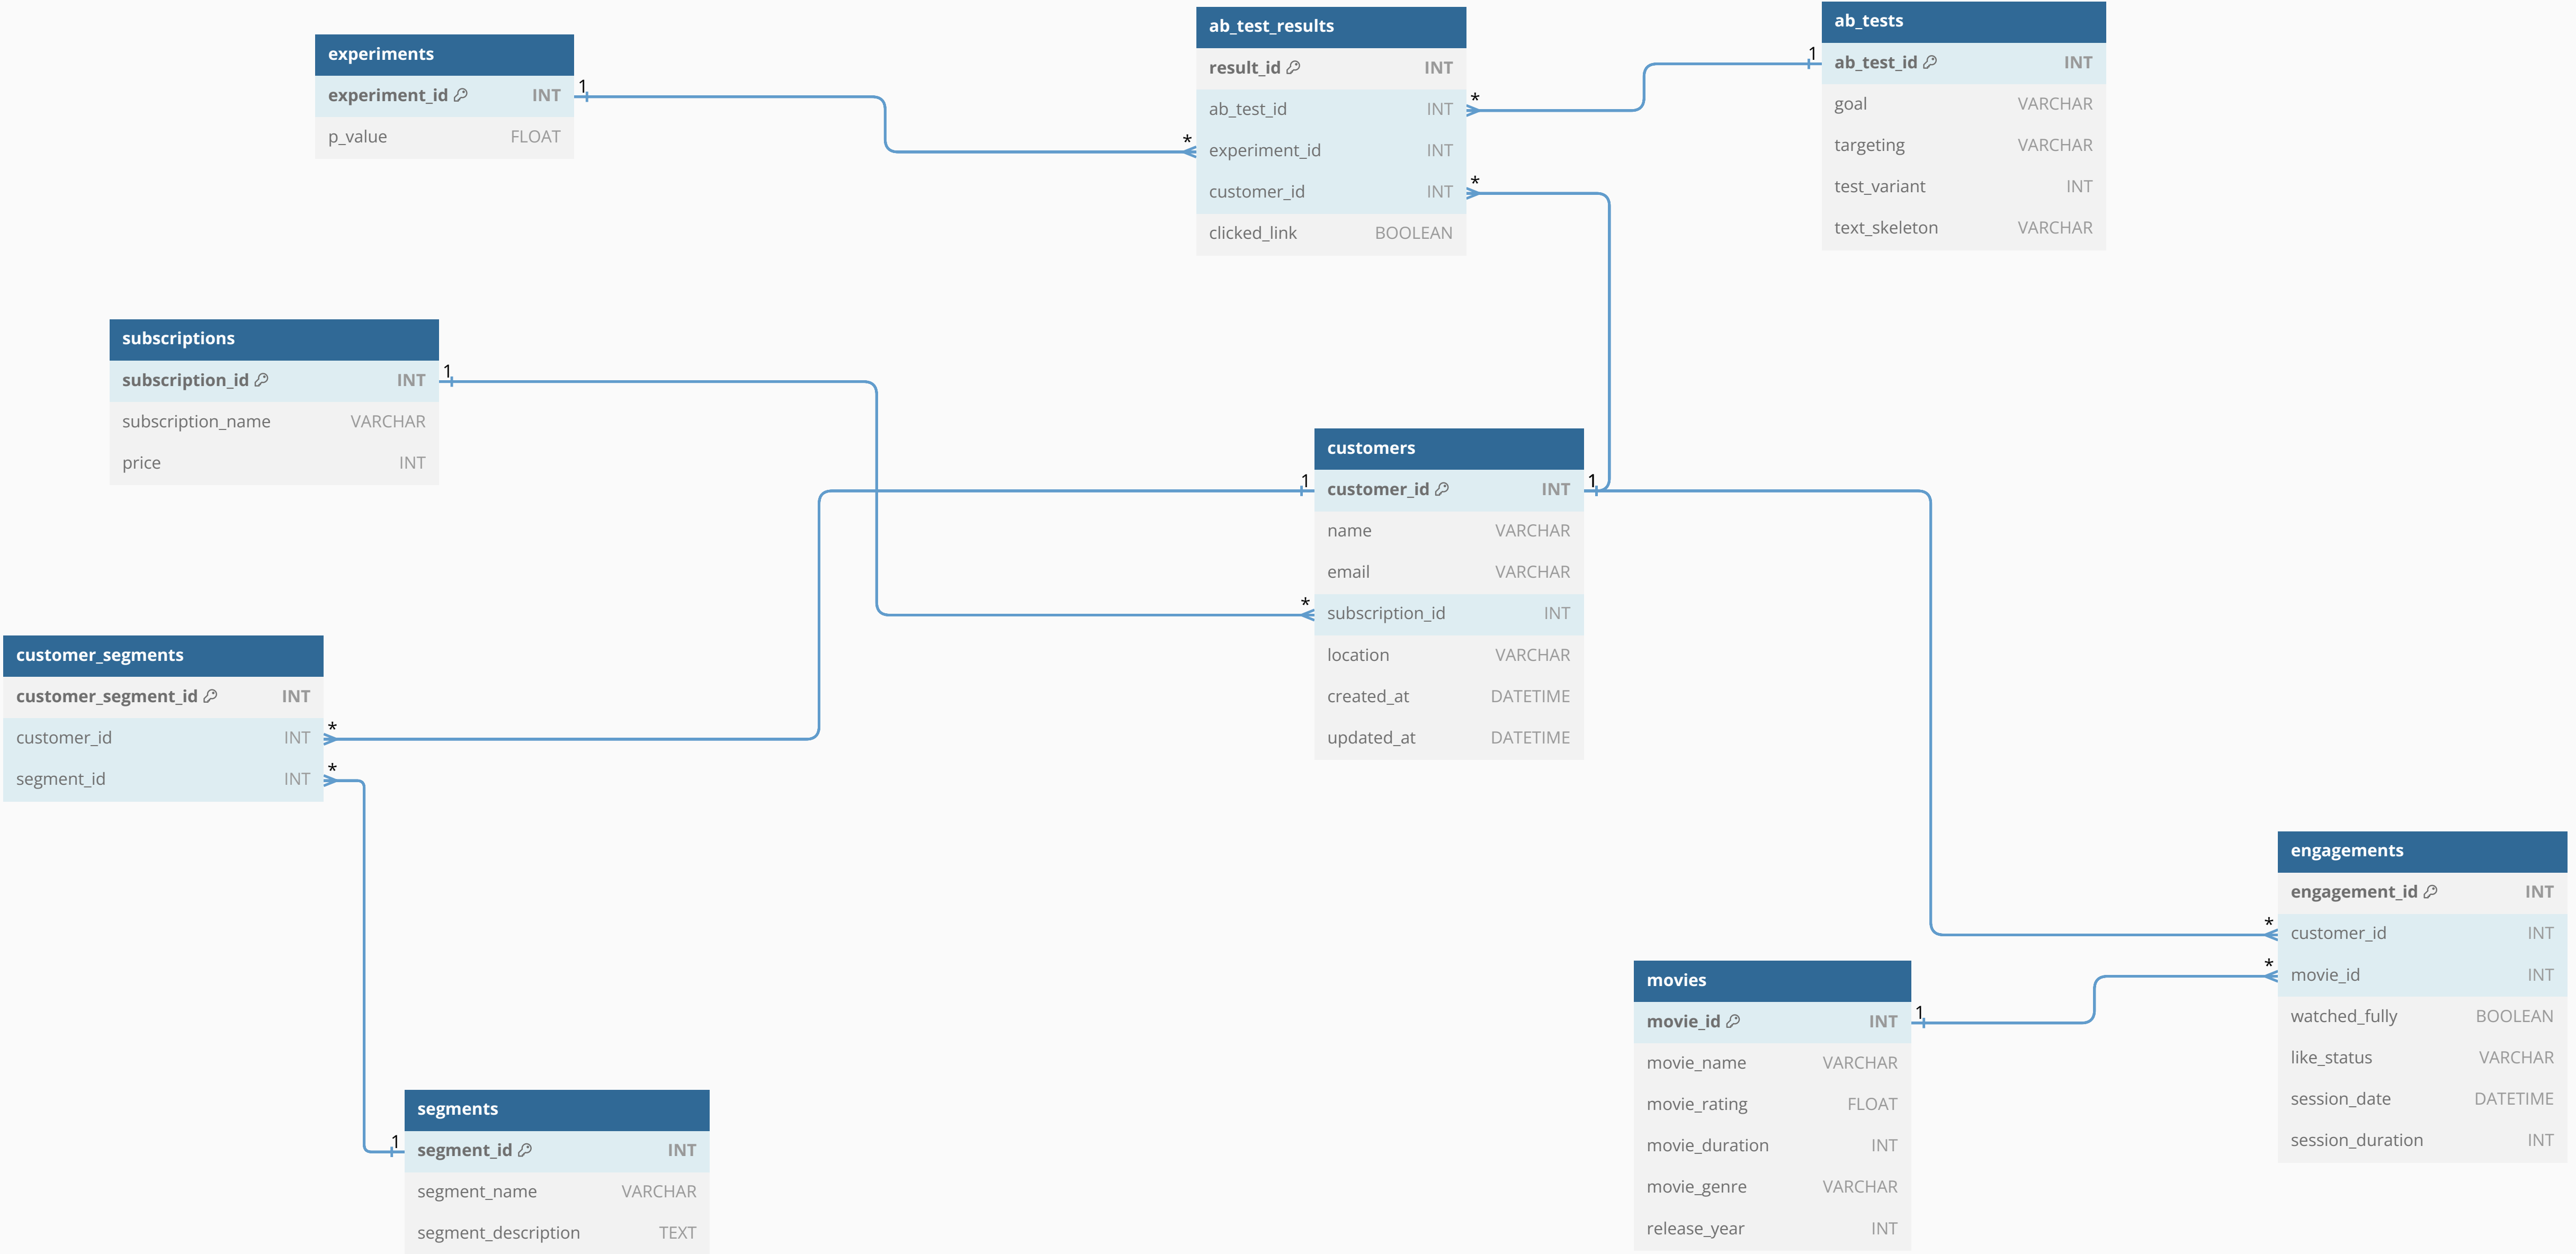 experiments
experiment_id INT
p_value FLOAT
1
*
ab_test_results
result_id INT
ab_test_id INT
experiment_id INT
customer_id INT
clicked_link BOOLEAN
*
*
1
ab_tests
ab_test_id INT
goal VARCHAR
targeting VARCHAR
test_variant INT
text_skeleton VARCHAR
subscriptions
subscription_id INT
subscription_name VARCHAR
price INT
1
1
*
customers
customer_id INT
name VARCHAR
email VARCHAR
subscription_id INT
location VARCHAR
created_at DATETIME
updated_at DATETIME
1
customer_segments
customer_segment_id INT
customer_id INT
segment_id INT
*
*
1
segments
segment_id INT
segment_name VARCHAR
segment_description TEXT
movies
movie_id INT
movie_name VARCHAR
movie_rating FLOAT
movie_duration INT
movie_genre VARCHAR
release_year INT
1
*
*
engagements
engagement_id INT
customer_id INT
movie_id INT
watched_fully BOOLEAN
like_status VARCHAR
session_date DATETIME
session_duration INT